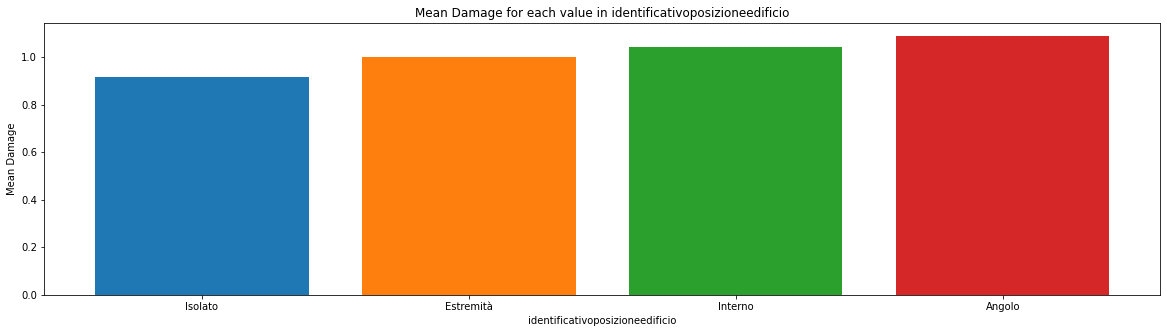 Mean Damage for each value in identificativoposizioneedificio
Mean Damage
1.0
0.8
0.6
0.4
0.2
0.0
Isolato Estremità Interno Angolo
identificativoposizioneedificio